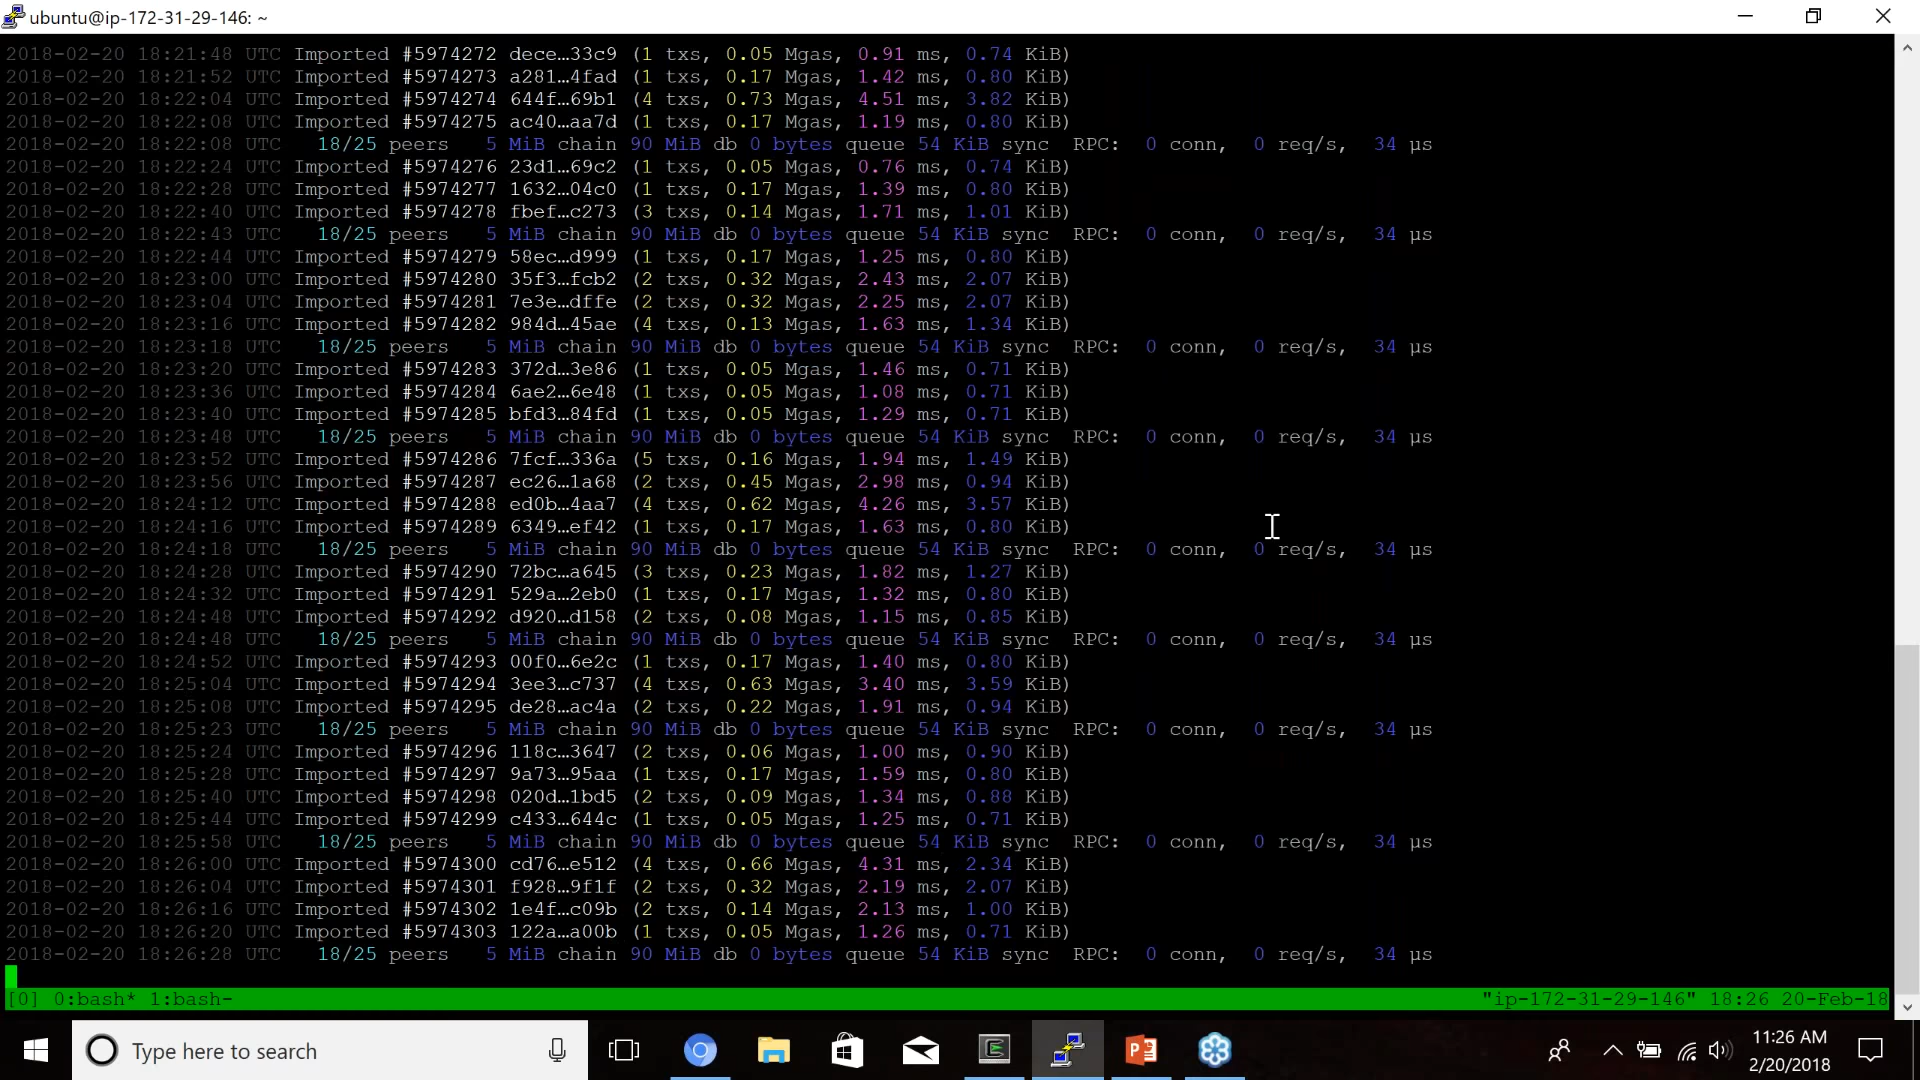 ubuntu@ip-172-31-29-146: ~
2018-02-20 18:21:48 UTC Imported #5974272 dece…33c9 (1 txs, 0.05 Mgas, 0.91 ms, 0.74 KiB)
2018-02-20 18:21:52 UTC Imported #5974273 a281…4fad (1 txs, 0.17 Mgas, 1.42 ms, 0.80 KiB)
2018-02-20 18:22:04 UTC Imported #5974274 644f…69b1 (4 txs, 0.73 Mgas, 4.51 ms, 3.82 KiB)
2018-02-20 18:22:08 UTC Imported #5974275 ac40…aa7d (1 txs, 0.17 Mgas, 1.19 ms, 0.80 KiB)
2018-02-20 18:22:08 UTC 18/25 peers 5 MiB chain 90 MiB db 0 bytes queue 54 KiB sync RPC: 0 conn, 0 req/s, 34 µs
2018-02-20 18:22:24 UTC Imported #5974276 23d1…69c2 (1 txs, 0.05 Mgas, 0.76 ms, 0.74 KiB)
2018-02-20 18:22:28 UTC Imported #5974277 1632…04c0 (1 txs, 0.17 Mgas, 1.39 ms, 0.80 KiB)
2018-02-20 18:22:40 UTC Imported #5974278 fbef…c273 (3 txs, 0.14 Mgas, 1.71 ms, 1.01 KiB)
2018-02-20 18:22:43 UTC 18/25 peers 5 MiB chain 90 MiB db 0 bytes queue 54 KiB sync RPC: 0 conn, 0 req/s, 34 µs
2018-02-20 18:22:44 UTC Imported #5974279 58ec…d999 (1 txs, 0.17 Mgas, 1.25 ms, 0.80 KiB)
2018-02-20 18:23:00 UTC Imported #5974280 35f3…fcb2 (2 txs, 0.32 Mgas, 2.43 ms, 2.07 KiB)
2018-02-20 18:23:04 UTC Imported #5974281 7e3e…dffe (2 txs, 0.32 Mgas, 2.25 ms, 2.07 KiB)
2018-02-20 18:23:16 UTC Imported #5974282 984d…45ae (4 txs, 0.13 Mgas, 1.63 ms, 1.34 KiB)
2018-02-20 18:23:18 UTC 18/25 peers 5 MiB chain 90 MiB db 0 bytes queue 54 KiB sync RPC: 0 conn, 0 req/s, 34 µs
2018-02-20 18:23:20 UTC Imported #5974283 372d…3e86 (1 txs, 0.05 Mgas, 1.46 ms, 0.71 KiB)
2018-02-20 18:23:36 UTC Imported #5974284 6ae2…6e48 (1 txs, 0.05 Mgas, 1.08 ms, 0.71 KiB)
2018-02-20 18:23:40 UTC Imported #5974285 bfd3…84fd (1 txs, 0.05 Mgas, 1.29 ms, 0.71 KiB)
2018-02-20 18:23:48 UTC 18/25 peers 5 MiB chain 90 MiB db 0 bytes queue 54 KiB sync RPC: 0 conn, 0 req/s, 34 µs
2018-02-20 18:23:52 UTC Imported #5974286 7fcf…336a (5 txs, 0.16 Mgas, 1.94 ms, 1.49 KiB)
2018-02-20 18:23:56 UTC Imported #5974287 ec26…1a68 (2 txs, 0.45 Mgas, 2.98 ms, 0.94 KiB)
2018-02-20 18:24:12 UTC Imported #5974288 ed0b…4aa7 (4 txs, 0.62 Mgas, 4.26 ms, 3.57 KiB)
2018-02-20 18:24:16 UTC Imported #5974289 6349…ef42 (1 txs, 0.17 Mgas, 1.63 ms, 0.80 KiB)
2018-02-20 18:24:18 UTC 18/25 peers 5 MiB chain 90 MiB db 0 bytes queue 54 KiB sync RPC: 0 conn, 0 req/s, 34 µs
2018-02-20 18:24:28 UTC Imported #5974290 72bc…a645 (3 txs, 0.23 Mgas, 1.82 ms, 1.27 KiB)
2018-02-20 18:24:32 UTC Imported #5974291 529a…2eb0 (1 txs, 0.17 Mgas, 1.32 ms, 0.80 KiB)
2018-02-20 18:24:48 UTC Imported #5974292 d920…d158 (2 txs, 0.08 Mgas, 1.15 ms, 0.85 KiB)
2018-02-20 18:24:48 UTC 18/25 peers 5 MiB chain 90 MiB db 0 bytes queue 54 KiB sync RPC: 0 conn, 0 req/s, 34 µs
2018-02-20 18:24:52 UTC Imported #5974293 00f0…6e2c (1 txs, 0.17 Mgas, 1.40 ms, 0.80 KiB)
2018-02-20 18:25:04 UTC Imported #5974294 3ee3…c737 (4 txs, 0.63 Mgas, 3.40 ms, 3.59 KiB)
2018-02-20 18:25:08 UTC Imported #5974295 de28…ac4a (2 txs, 0.22 Mgas, 1.91 ms, 0.94 KiB)
2018-02-20 18:25:23 UTC 18/25 peers 5 MiB chain 90 MiB db 0 bytes queue 54 KiB sync RPC: 0 conn, 0 req/s, 34 µs
2018-02-20 18:25:24 UTC Imported #5974296 118c…3647 (2 txs, 0.06 Mgas, 1.00 ms, 0.90 KiB)
2018-02-20 18:25:28 UTC Imported #5974297 9a73…95aa (1 txs, 0.17 Mgas, 1.59 ms, 0.80 KiB)
2018-02-20 18:25:40 UTC Imported #5974298 020d…1bd5 (2 txs, 0.09 Mgas, 1.34 ms, 0.88 KiB)
2018-02-20 18:25:44 UTC Imported #5974299 c433…644c (1 txs, 0.05 Mgas, 1.25 ms, 0.71 KiB)
2018-02-20 18:25:58 UTC 18/25 peers 5 MiB chain 90 MiB db 0 bytes queue 54 KiB sync RPC: 0 conn, 0 req/s, 34 µs
2018-02-20 18:26:00 UTC Imported #5974300 cd76…e512 (4 txs, 0.66 Mgas, 4.31 ms, 2.34 KiB)
2018-02-20 18:26:04 UTC Imported #5974301 f928…9f1f (2 txs, 0.32 Mgas, 2.19 ms, 2.07 KiB)
2018-02-20 18:26:16 UTC Imported #5974302 1e4f…c09b (2 txs, 0.14 Mgas, 2.13 ms, 1.00 KiB)
2018-02-20 18:26:20 UTC Imported #5974303 122a…a00b (1 txs, 0.05 Mgas, 1.26 ms, 0.71 KiB)
2018-02-20 18:26:28 UTC 18/25 peers 5 MiB chain 90 MiB db 0 bytes queue 54 KiB sync RPC: 0 conn, 0 req/s, 34 µs
[0] 0:bash* 1:bash- "ip-172-31-29-146" 18:26 20-Feb-18
Type here to search
11:26 AM
2/20/2018